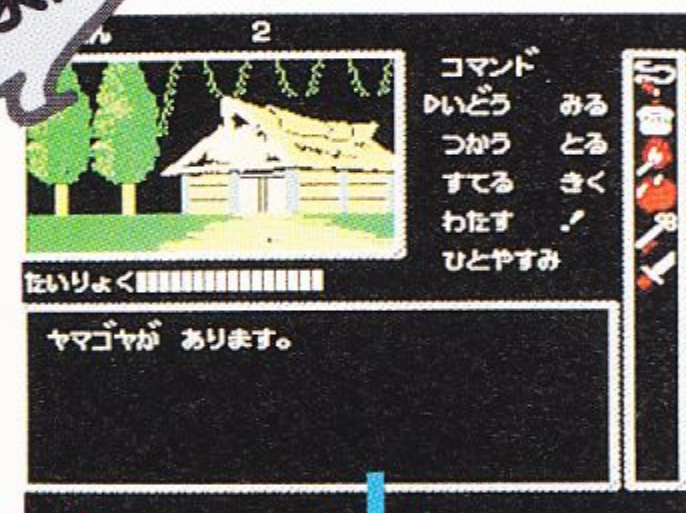 2
コマンド
▷いどう みる
つかう とる
すてる きく
わたす !
ひとやすみ
たいりょく
ヤマゴヤが あります。